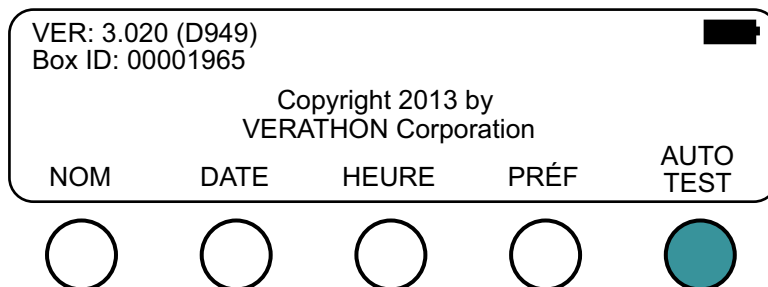 VER: 3.020 (D949)
Box ID: 00001965
Copyright 2013 by
VERATHON Corporation
NOM DATE HEURE PRÉF AUTO TEST